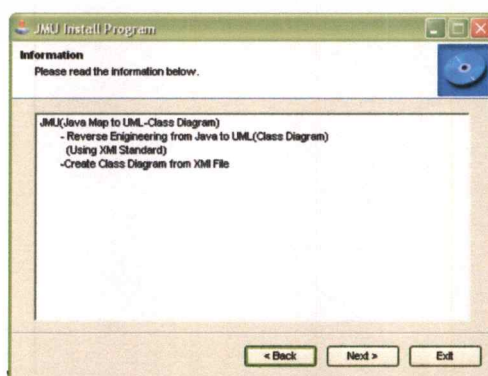 JMU Install Program
Information
Please read the information below.
JMU(Java Map to UML-Class Diagram)
- Reverse Enigineering from Java to UML(Class Diagram)
(Using XMI Standard)
-Create Class Diagram from XMI File
< Back
Next >
Exit